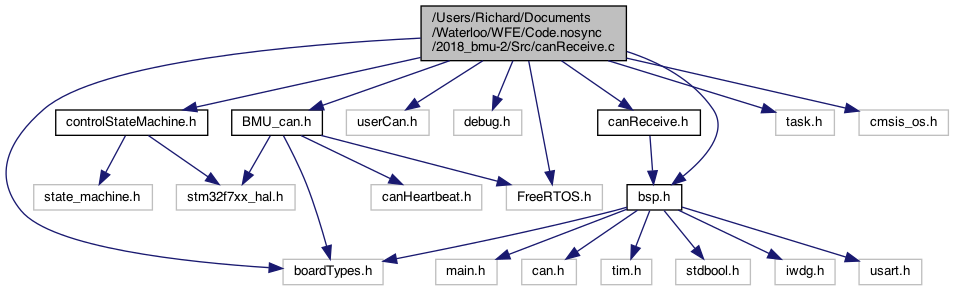 /Users/Richard/Documents
/Waterloo/WFE/Code.nosync
/2018_bmu-2/Src/canReceive.c
controlStateMachine.h
BMU_can.h
userCan.h
debug.h
canReceive.h
task.h
cmsis_os.h
state_machine.h
stm32f7xx_hal.h
canHeartbeat.h
FreeRTOS.h
bsp.h
boardTypes.h
main.h
can.h
tim.h
stdbool.h
iwdg.h
usart.h